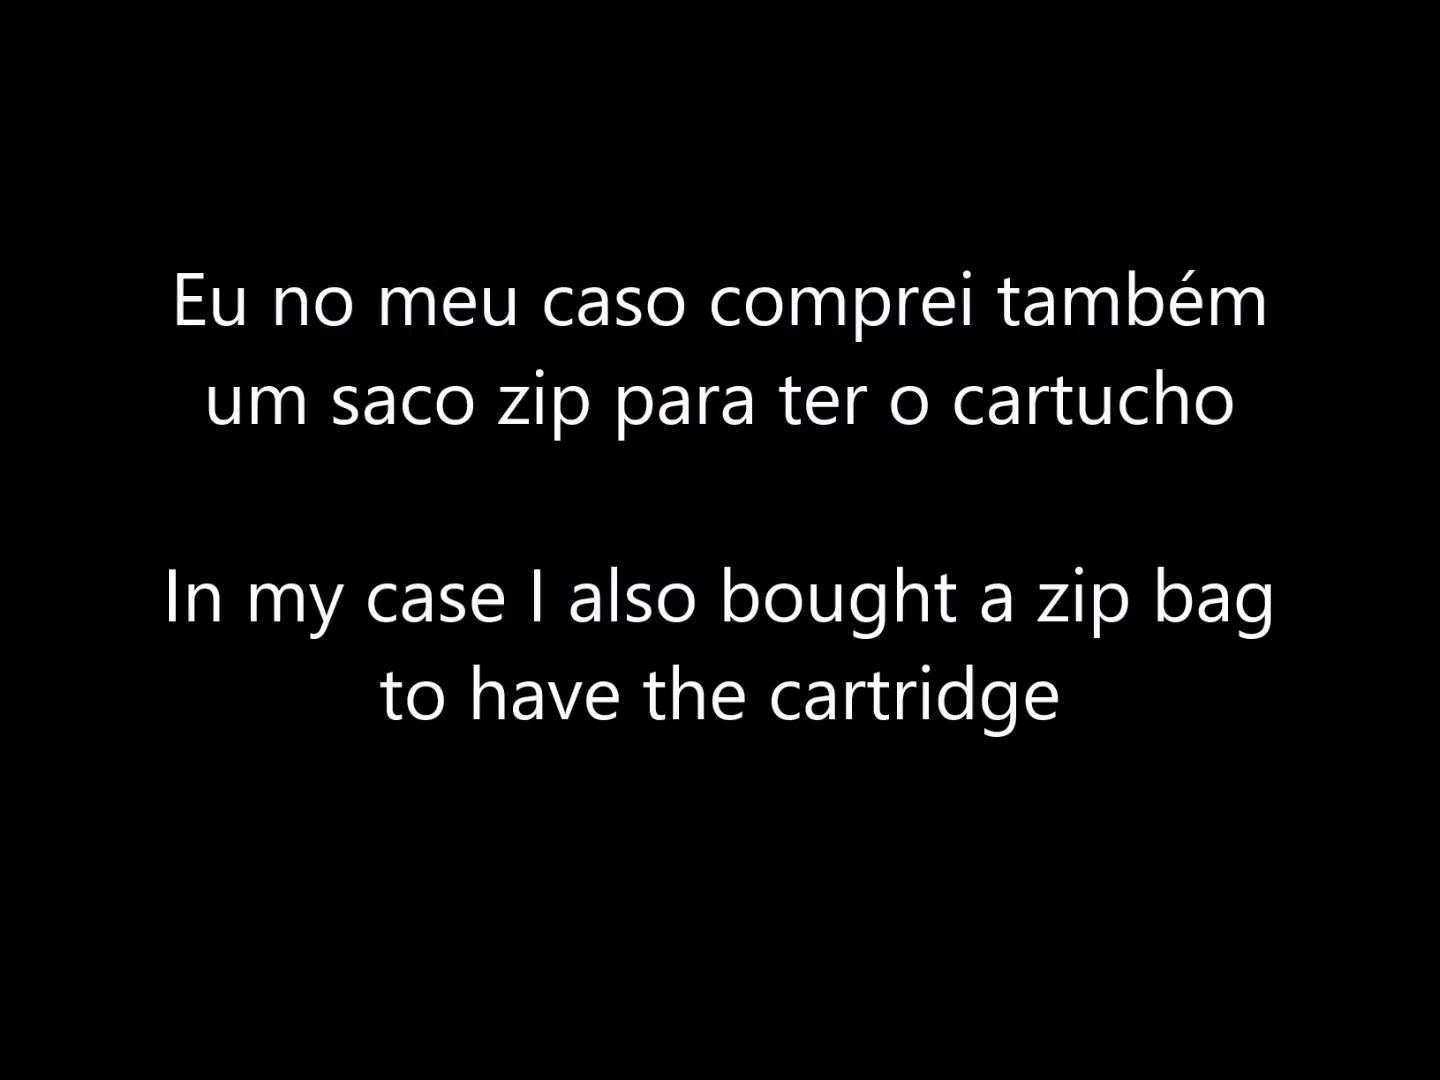 Eu no meu caso comprei também
um saco zip para ter o cartucho
In my case I also bought a zip bag
to have the cartridge